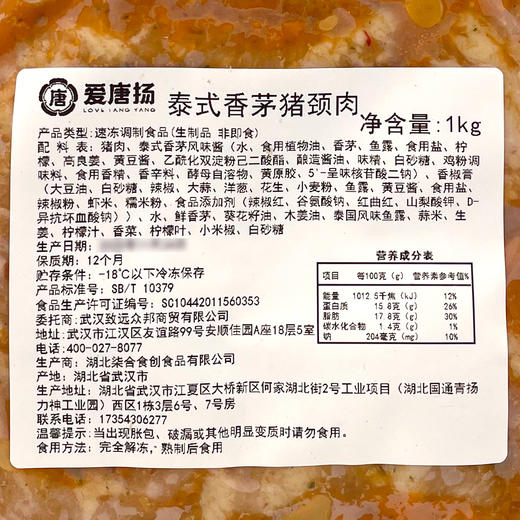 唐 爱唐扬
LOVE TANG YANG
泰式香茅猪颈肉
产品类型:速冻调制食品(生制品 非即食)
净含量:1kg
配 料 表: 猪肉、泰式香茅风味酱(水、食用植物油、香茅、鱼露、食用盐、柠
檬、高良姜、黄豆酱、乙酰化双淀粉己二酸酯、酿造酱油、味精、白砂糖、鸡粉调
味料、食用香精、香辛料、酵母自溶物、黄原胶、5'-呈味核苷酸二钠)、香椒膏
(大豆油、白砂糖、辣椒、大蒜、洋葱、花生、小麦粉、鱼露、黄豆酱、食用盐、
辣椒粉、虾米、糯米粉、食品添加剂(辣椒红、谷氨酸钠、红曲红、山梨酸钾、D-
异抗坏血酸钠))、水、鲜香茅、葵花籽油、木姜油、泰国风味鱼露、蒜米、生
姜、柠檬汁、香菜、柠檬叶、小米椒、白砂糖
生产日期:
保质期: 12个月
贮存条件: -18℃以下冷冻保存
产品标准号: SB/T 10379
食品生产许可证编号: SC10442011560353
委托商: 武汉致远众邦商贸有限公司
地址:武汉市江汉区友谊路99号安顺佳园A座18层5室
电话:400-027-8077
生产商: 湖北柒合食创食品有限公司
产地: 湖北省武汉市
生产地址: 湖北省武汉市江夏区大桥新区何家湖北街2号工业项目(湖北国通青扬
力神工业园) 西区1栋3层6号、7号房
联系电话: 17354306277
温馨提示: 当出现胀包、破漏或其他明显变质时请勿食用。
食用方法: 完全解冻,熟制后食用
营养成分表
项目 每100克(g) 营养素参考值%
能量 1012.5千焦(kJ) 12%
蛋白质 15.8克(g) 26%
脂肪 17.8克(g) 30%
碳水化合物 1.4克(g) 1%
钠 204毫克(mg) 10%